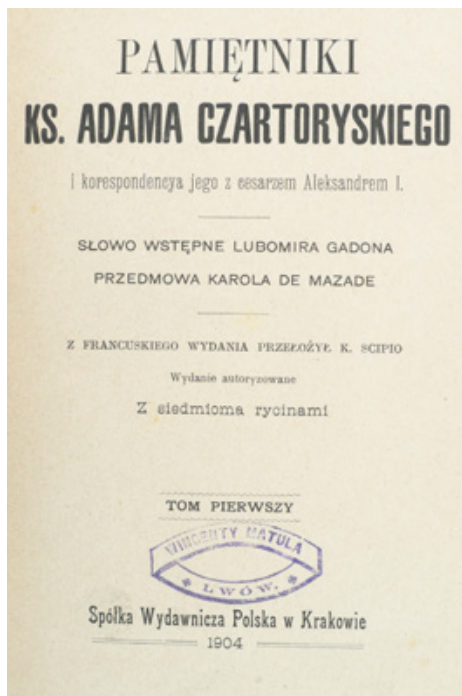 PAMIĘTNIKI
KS. ADAMA CZARTORYSKIEGO
i korespondencya jego z cesarzem Aleksandrem I.
SŁOWO WSTĘPNE LUBOMIRA GADONA
PRZEDMOWA KAROLA DE MAZADE
Z FRANCUSKIEGO WYDANIA PRZEŁOŻYŁ K. SCIPIO
Wydanie autoryzowane
Z siedmioma rycinami
TOM PIERWSZY
WINCENTY MATULA
LWÓW.
Spółka Wydawnicza Polska w Krakowie
1904